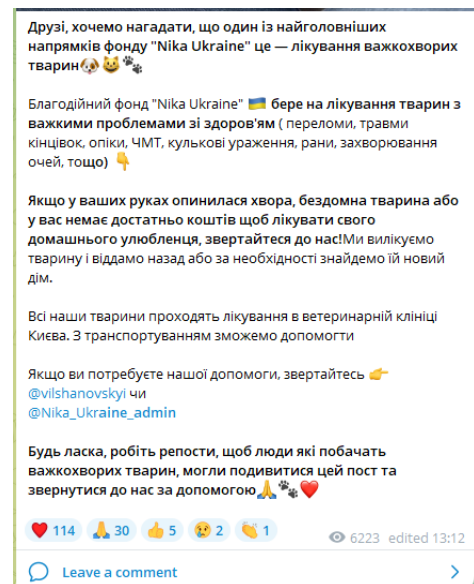 Друзі, хочемо нагадати, що один із найголовніших
напрямків фонду "Nika Ukraine" це — лікування важкохворих
тварин🐶😺🐾
Благодійний фонд "Nika Ukraine" 🇺🇦 бере на лікування тварин з
важкими проблемами зі здоров'ям ( переломи, травми
кінцівок, опіки, ЧМТ, кульові ураження, рани, захворювання
очей, тощо) 👇
Якщо у ваших руках опинилася хвора, бездомна тварина або
у вас немає достатньо коштів щоб лікувати свого
домашнього улюбленця, звертайтеся до нас!Ми вилікуємо
тварину і віддамо назад або за необхідності знайдемо їй новий
дім.
Всі наши тварини проходять лікування в ветеринарній клініці
Києва. З транспортуванням зможемо допомогти
Якщо ви потребуєте нашої допомоги, звертайтесь 👉
@vilshanovskyi чи
@Nika_Ukraine_admin
Будь ласка, робіть репости, щоб люди які побачать
важкохворих тварин, могли подивитися цей пост та
звернутися до нас за допомогою🙏🐾❤️
❤️ 114 🙏 30 👍 5 😢 2 👏 1 6223 edited 13:12
Leave a comment